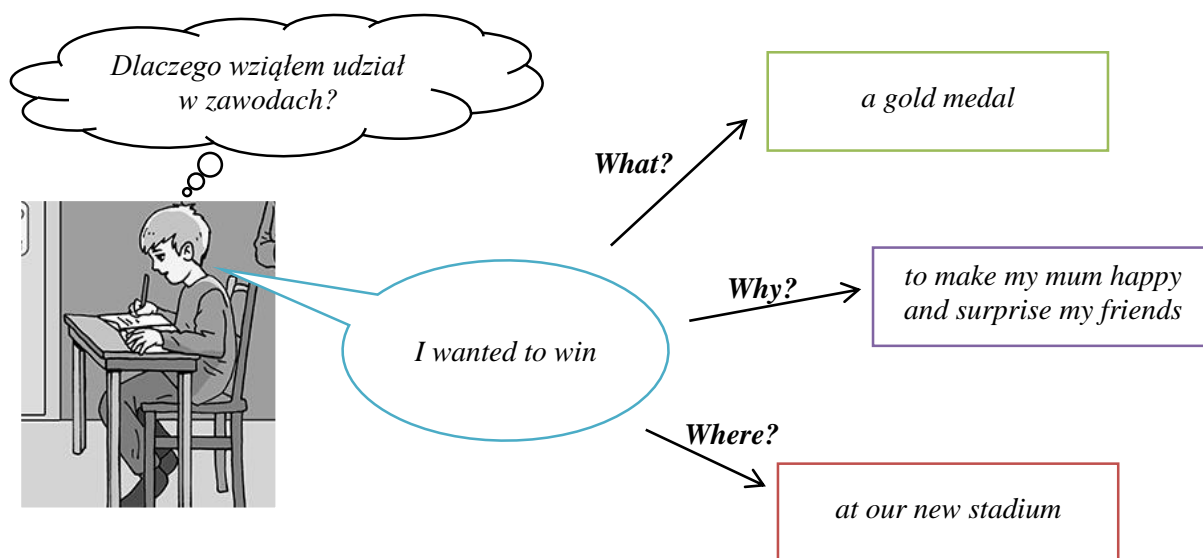 Dlaczego wziąłem udział
w zawodach?
a gold medal
What?
Why?
to make my mum happy
and surprise my friends
I wanted to win
Where?
at our new stadium